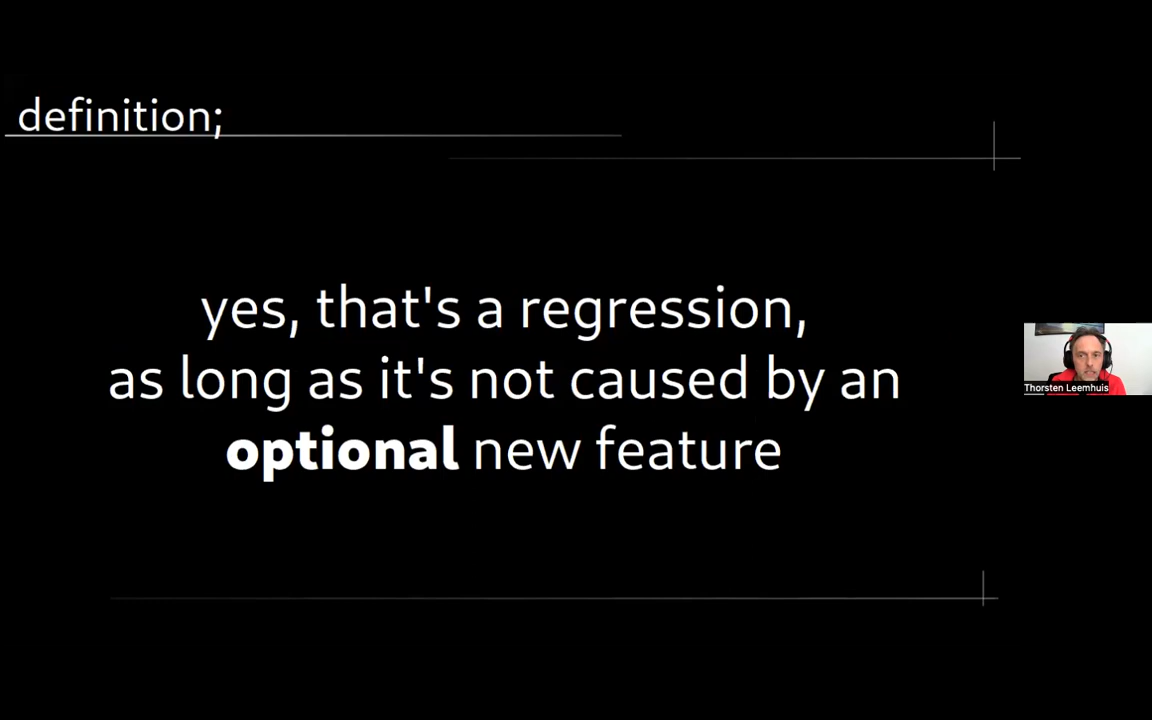 definition;
yes, that's a regression,
as long as it's not caused by an
optional new feature
Thorsten Leemhuis